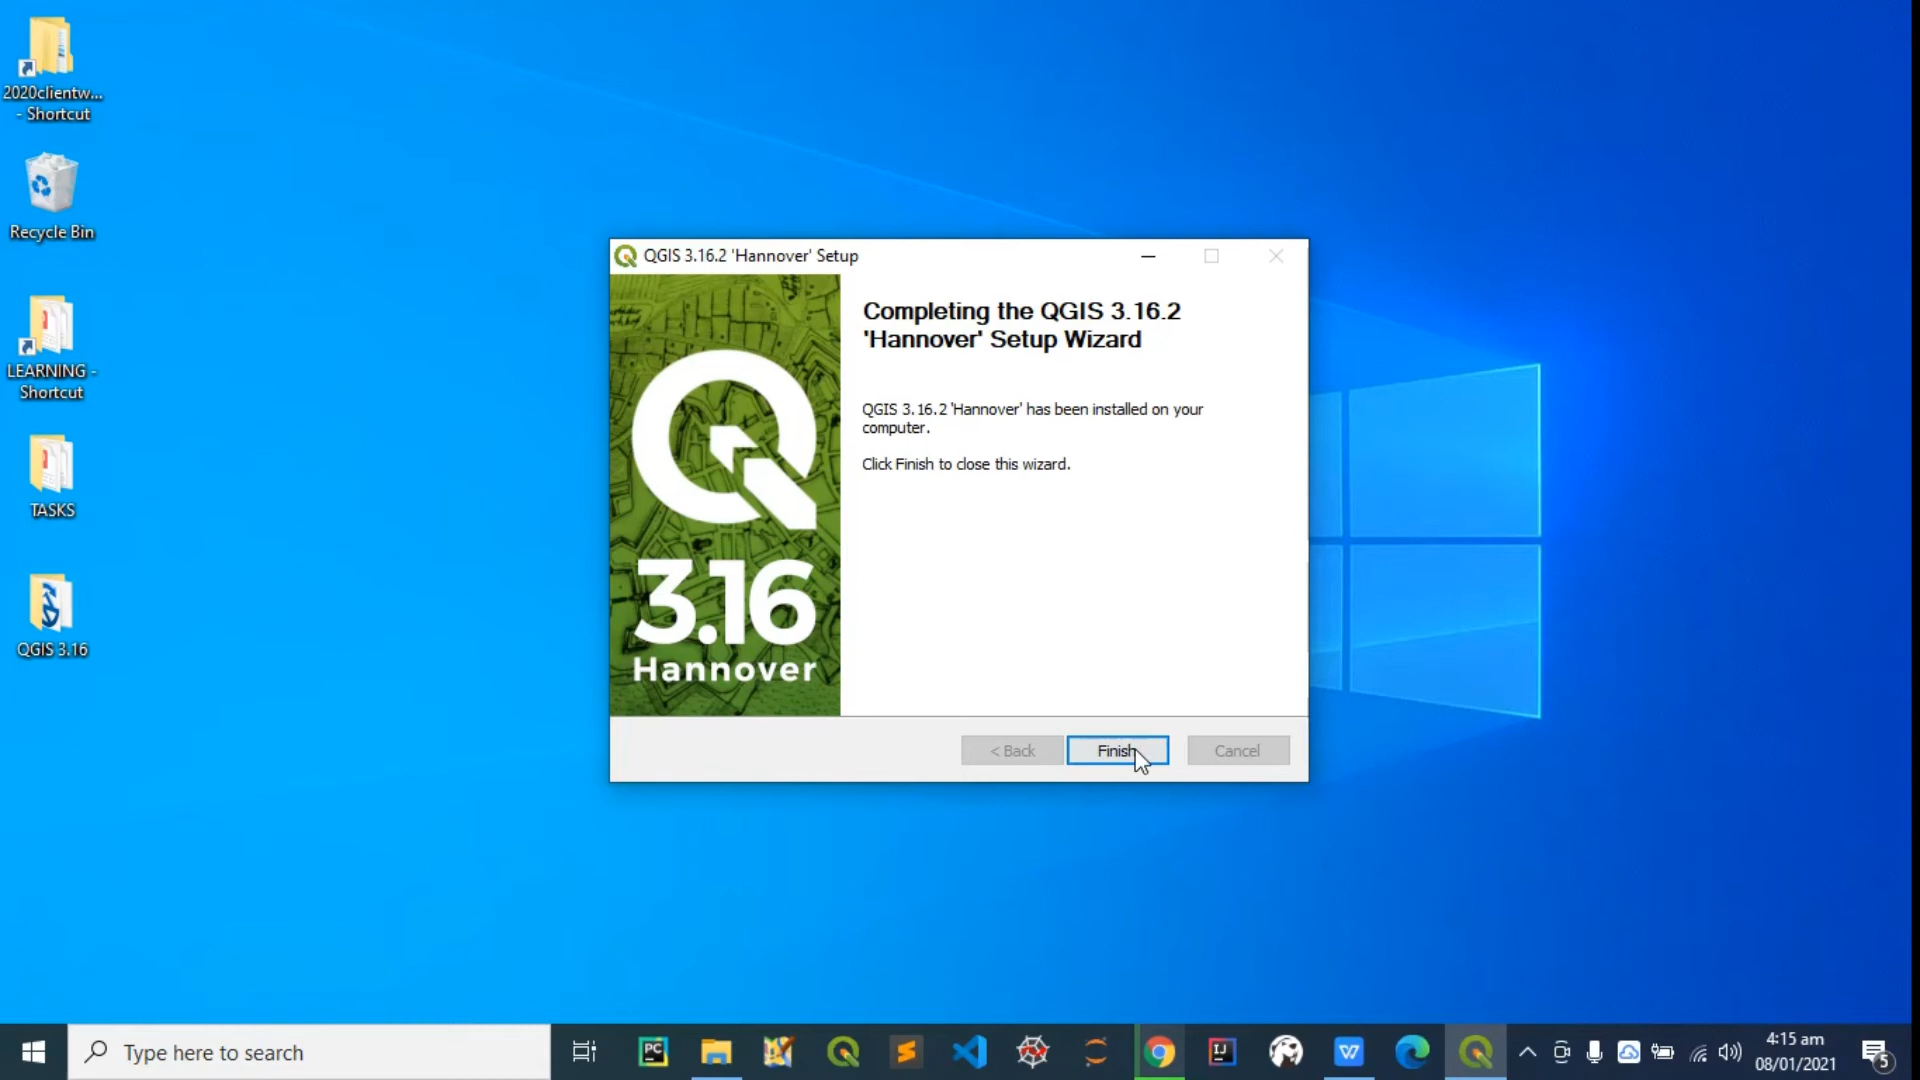 2020clientw...
- Shortcut
Recycle Bin
LEARNING -
Shortcut
TASKS
QGIS 3.16
QGIS 3.16.2 'Hannover' Setup
3.16
Hannover
Completing the QGIS 3.16.2
'Hannover' Setup Wizard
QGIS 3.16.2 'Hannover' has been installed on your
computer.
Click Finish to close this wizard.
< Back
Finish
Cancel
Type here to search
PC
IJ
W
4:15 am
08/01/2021
5